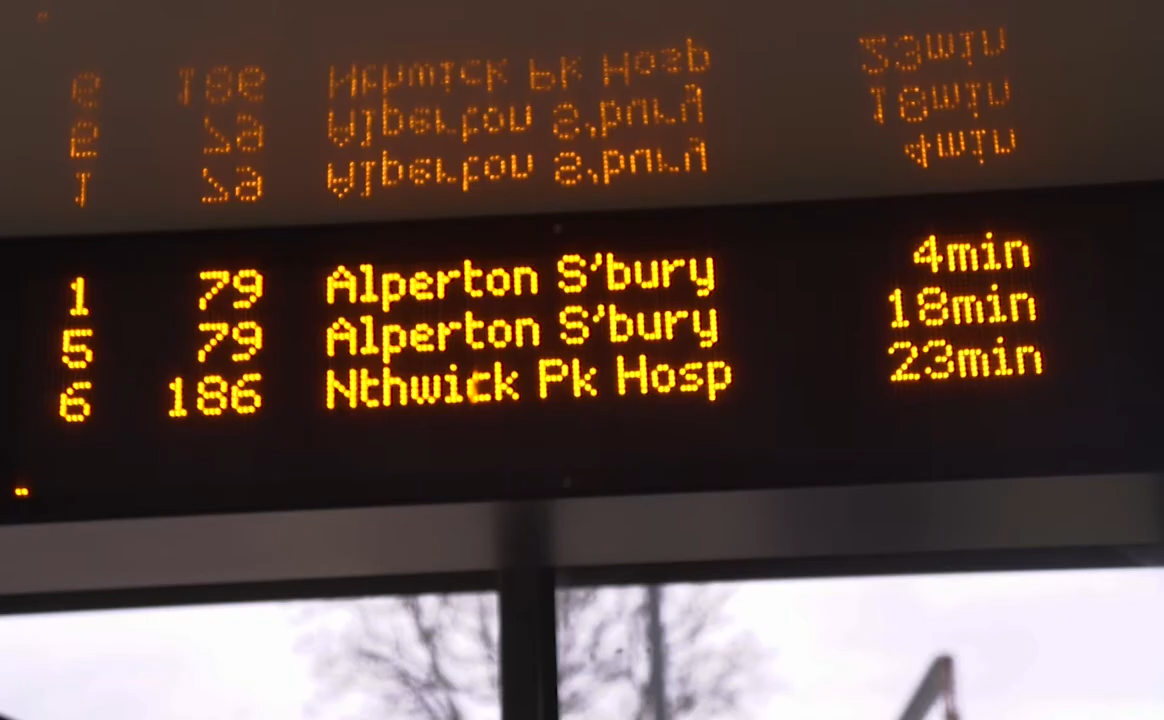 1 79 Alperton S'bury 4min
5 79 Alperton S'bury 18min
6 186 Nthwick Pk Hosp 23min